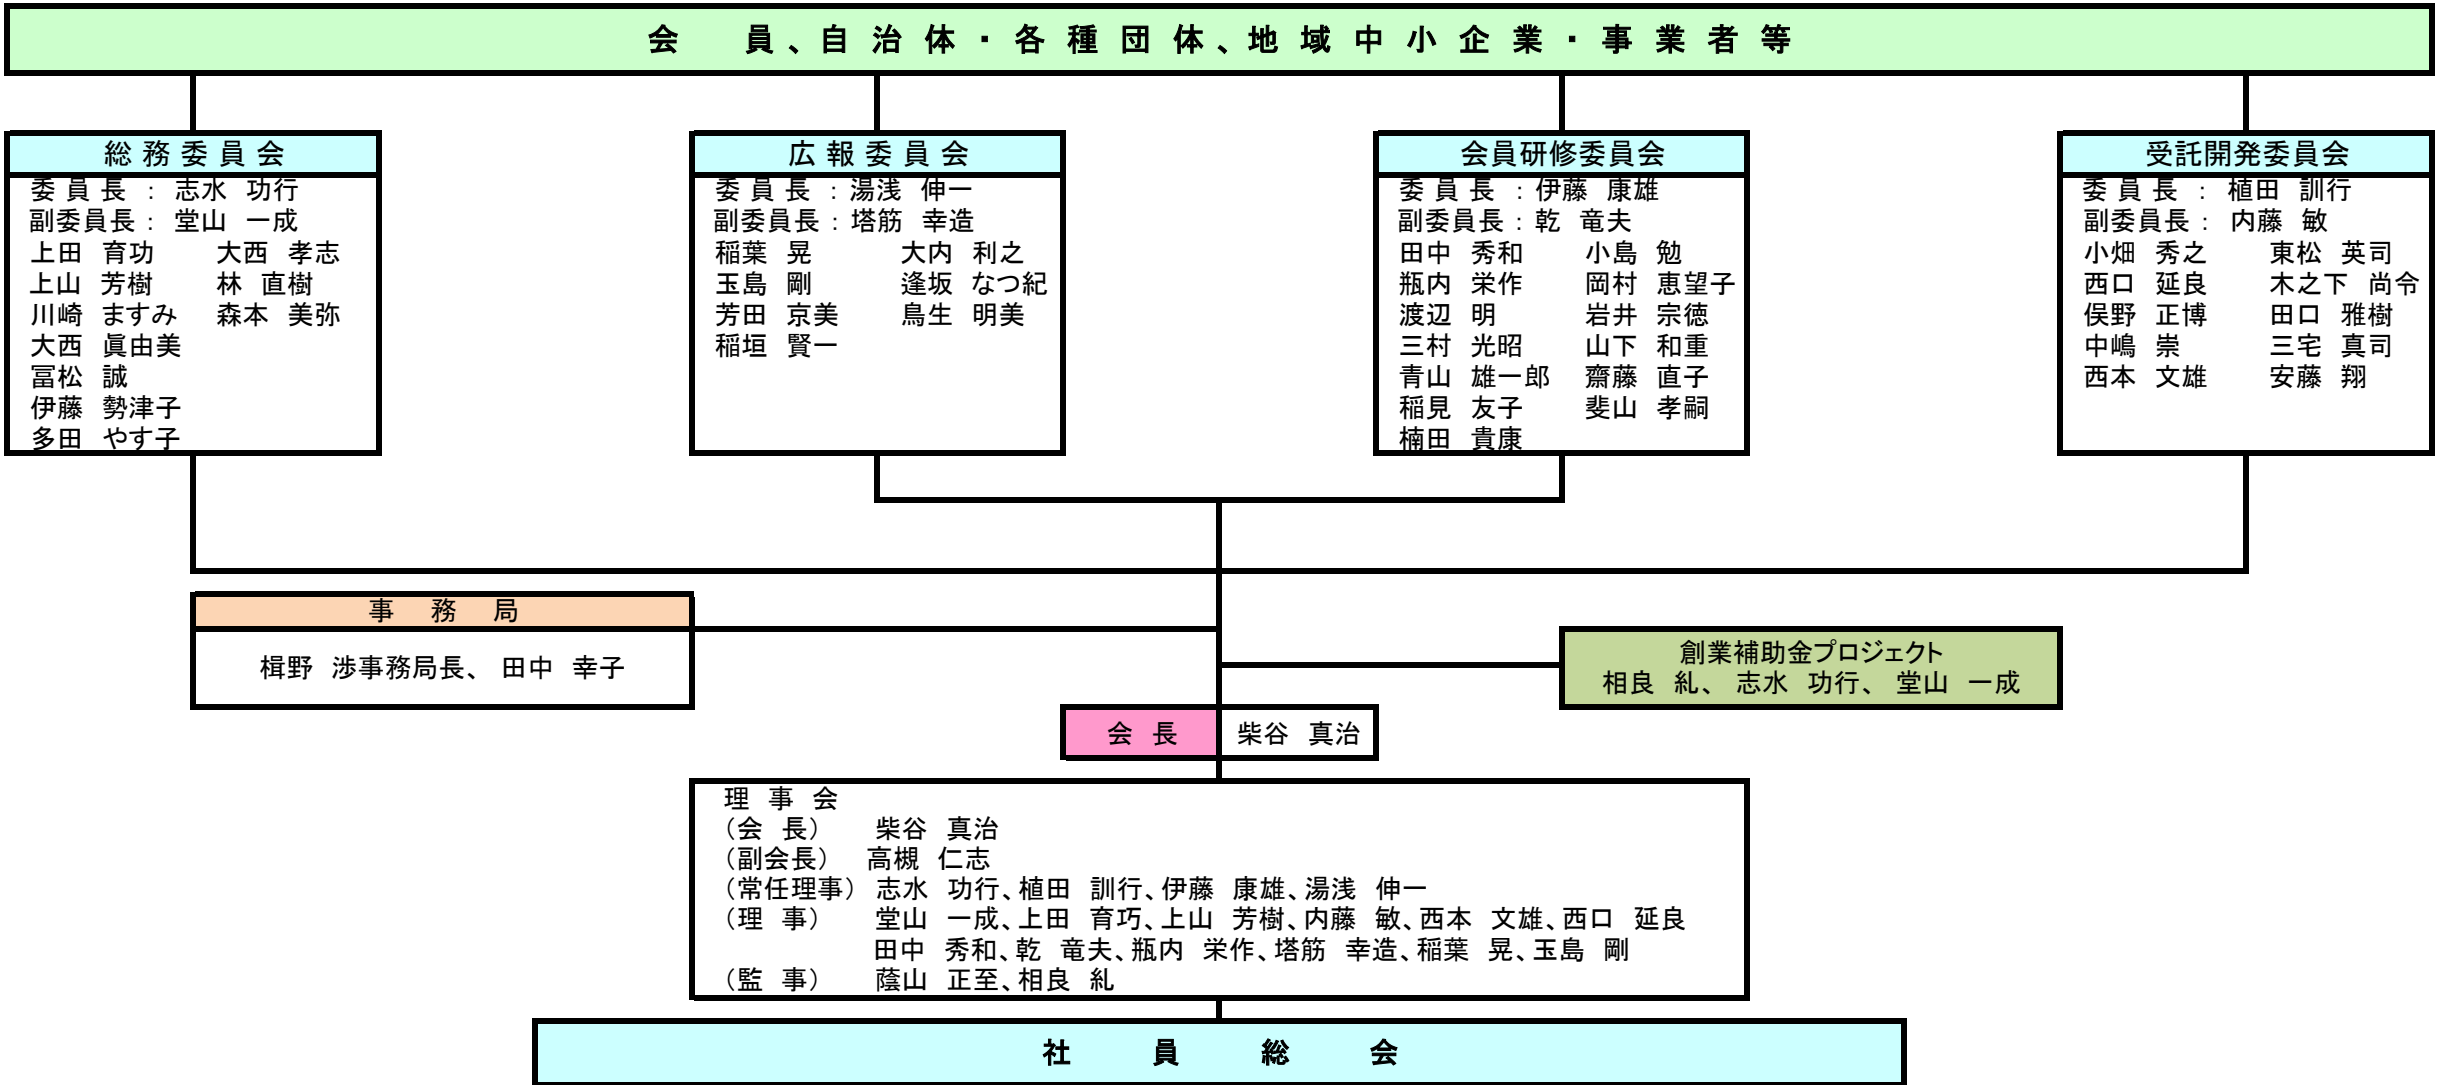 会 員、自治体・各種団体、地域中小企業・事業者等
総務委員会
委員長 : 志水 功行
副委員長 : 堂山 一成
上田 育功 大西 孝志
上山 芳樹 林 直樹
川崎 ますみ 森本 美弥
大西 眞由美
冨松 誠
伊藤 勢津子
多田 やす子
広報委員会
委員長 : 湯浅 伸一
副委員長 : 塔筋 幸造
稲葉 晃 大内 利之
玉島 剛 逢坂 なつ紀
芳田 京美 鳥生 明美
稲垣 賢一
会員研修委員会
委員長 : 伊藤 康雄
副委員長 : 乾 竜夫
田中 秀和 小島 勉
瓶内 栄作 岡村 恵望子
渡辺 明 岩井 宗徳
三村 光昭 山下 和重
青山 雄一郎 齋藤 直子
稲見 友子 斐山 孝嗣
楠田 貴康
受託開発委員会
委員長 : 植田 訓行
副委員長 : 内藤 敏
小畑 秀之 東松 英司
西口 延良 木之下 尚令
俣野 正博 田口 雅樹
中嶋 崇 三宅 真司
西本 文雄 安藤 翔
事 務 局
楫野 渉事務局長、 田中 幸子
創業補助金プロジェクト
相良 糺、 志水 功行、 堂山 一成
会 長 柴谷 真治
理 事 会
(会 長) 柴谷 真治
(副会長) 高槻 仁志
(常任理事) 志水 功行、植田 訓行、伊藤 康雄、湯浅 伸一
(理 事) 堂山 一成、上田 育巧、上山 芳樹、内藤 敏、西本 文雄、西口 延良
田中 秀和、乾 竜夫、瓶内 栄作、塔筋 幸造、稲葉 晃、玉島 剛
(監 事) 蔭山 正至、相良 糺
社 員 総 会